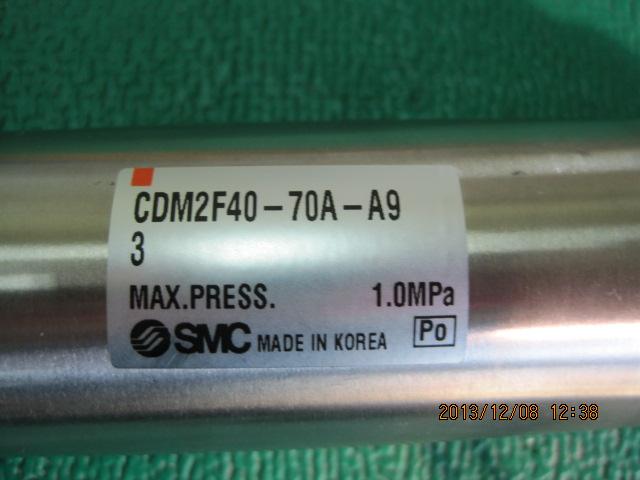 CDM2F40-70A-A9
3
MAX.PRESS. 1.0MPa
SMC MADE IN KOREA Po
2013/12/08 12:38